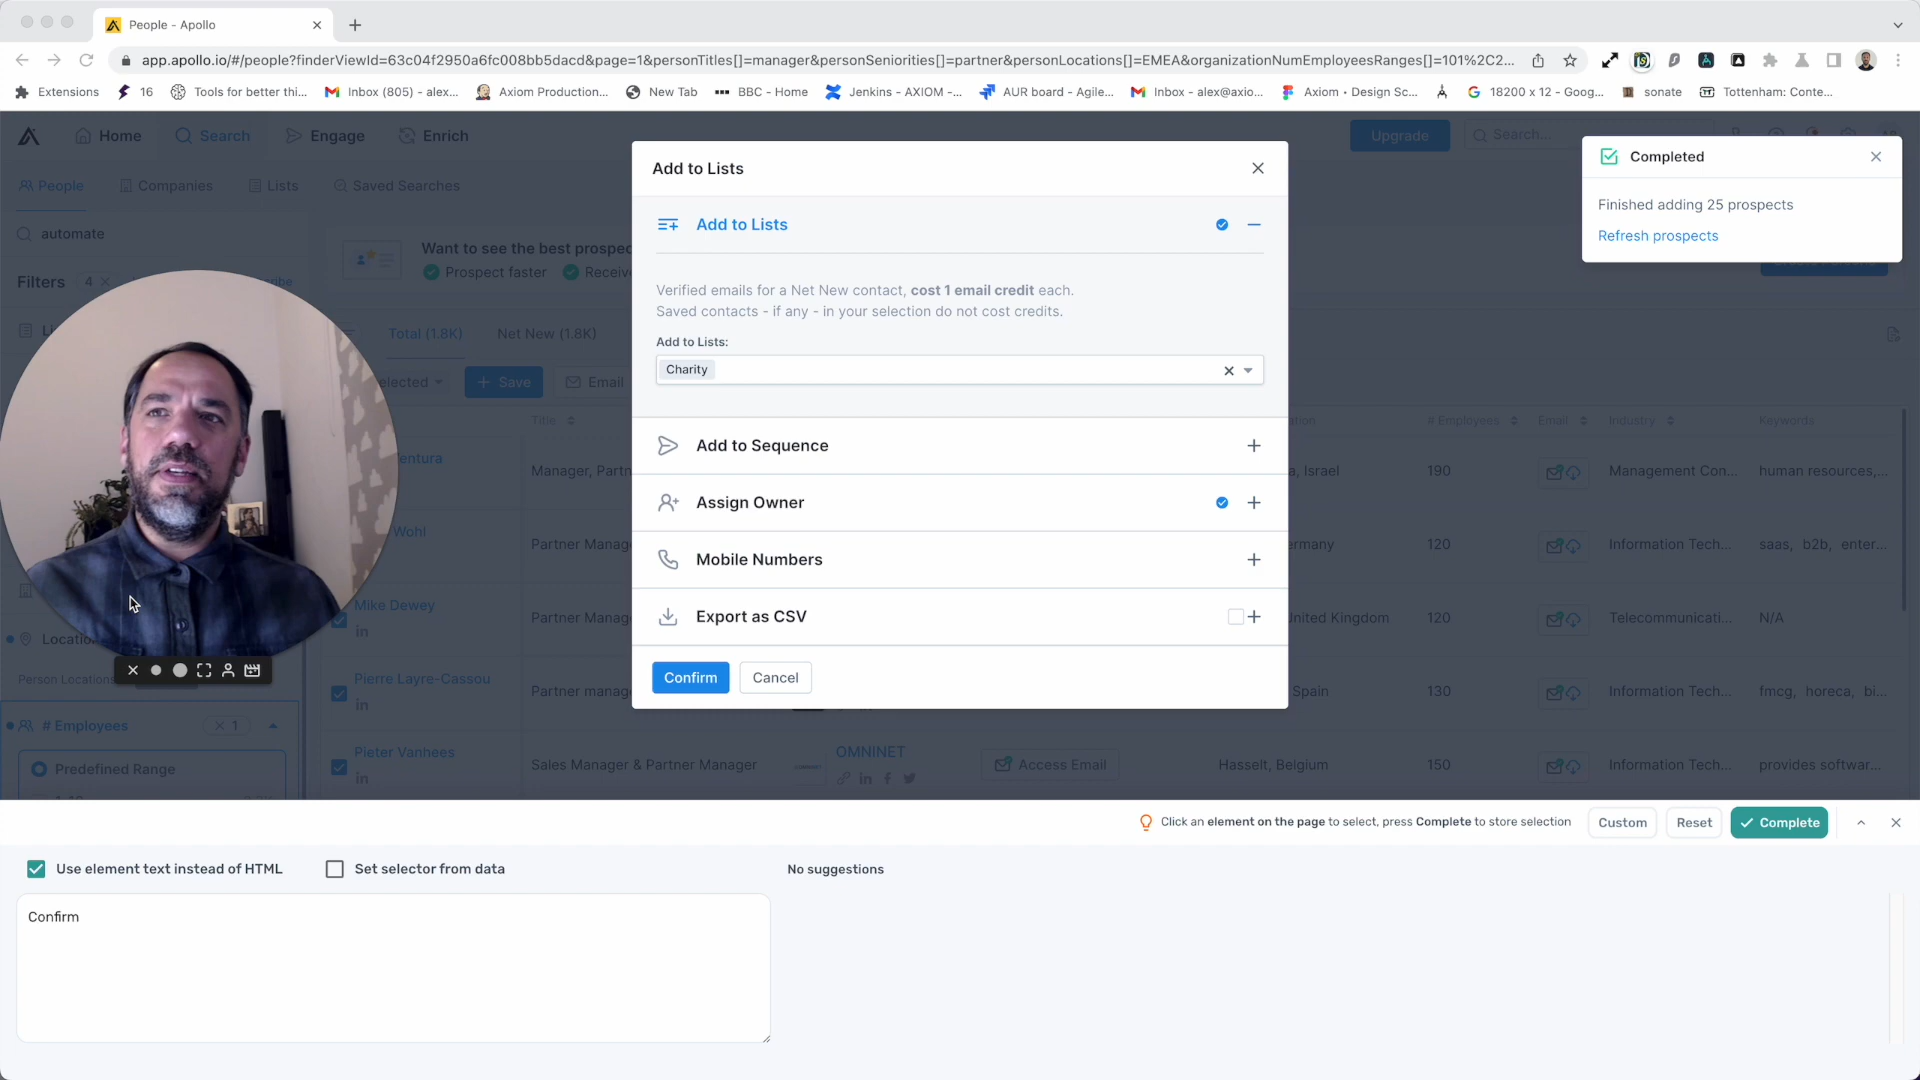 People - Apollo
app.apollo.io/#/people?finderViewId=63c04f2950a6fc008bb5dacd&page=1&personTitles[]=manager&personSeniorities[]=partner&personLocations[]=EMEA&organizationNumEmployeesRanges[]=101%2C2...
Extensions 16 Tools for better thi... Inbox (805) - alex... Axiom Production... New Tab BBC - Home Jenkins - AXIOM -... AUR board - Agile... Inbox - alex@axio... Axiom • Design Sc... 18200 x 12 - Goog... sonate Tottenham: Conte...
Home Search Engage Enrich Upgrade Search...
People Companies Lists Saved Searches
automate
Filters 4
Want to see the best prospec
Prospect faster Receiv
Total (1.8K) Net New (1.8K)
elected + Save Email
Title # Employees Email Industry Keywords
Manager, Partn a, Israel 190 Management Con... human resources,...
Wohl Partner Manag 120 Information Tech... saas, b2b, enter...
Mike Dewey Partner Manag United Kingdom 120 Telecommunicati... N/A
Pierre Layre-Cassou Partner manag Spain 130 Information Tech... fmcg, horeca, bi...
Pieter Vanhees Sales Manager & Partner Manager OMNINET Access Email Hasselt, Belgium 150 Information Tech... provides softwar...
Person Locations
# Employees 1
Predefined Range
Add to Lists
Add to Lists
Verified emails for a Net New contact, cost 1 email credit each.
Saved contacts - if any - in your selection do not cost credits.
Add to Lists:
Charity
Add to Sequence
Assign Owner
Mobile Numbers
Export as CSV
Confirm Cancel
Completed
Finished adding 25 prospects
Refresh prospects
Click an element on the page to select, press Complete to store selection Custom Reset Complete
Use element text instead of HTML Set selector from data No suggestions
Confirm